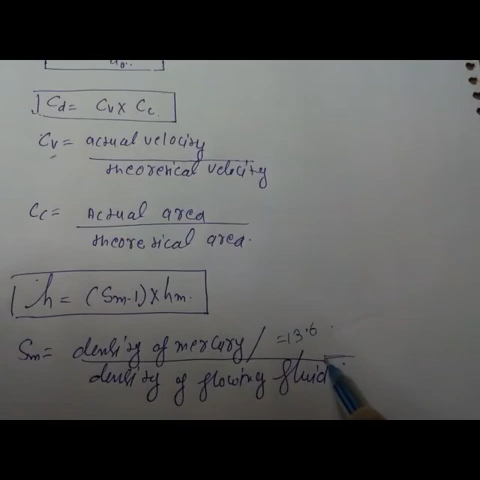 a0.
Cd = Cv x Cc
Cv = actual velocity
theoretical velocity
Cc = Actual area
theoretical area.
h = (Sm-1) x hm.
Sm = density of mercury / = 13.6
density of flowing fluid